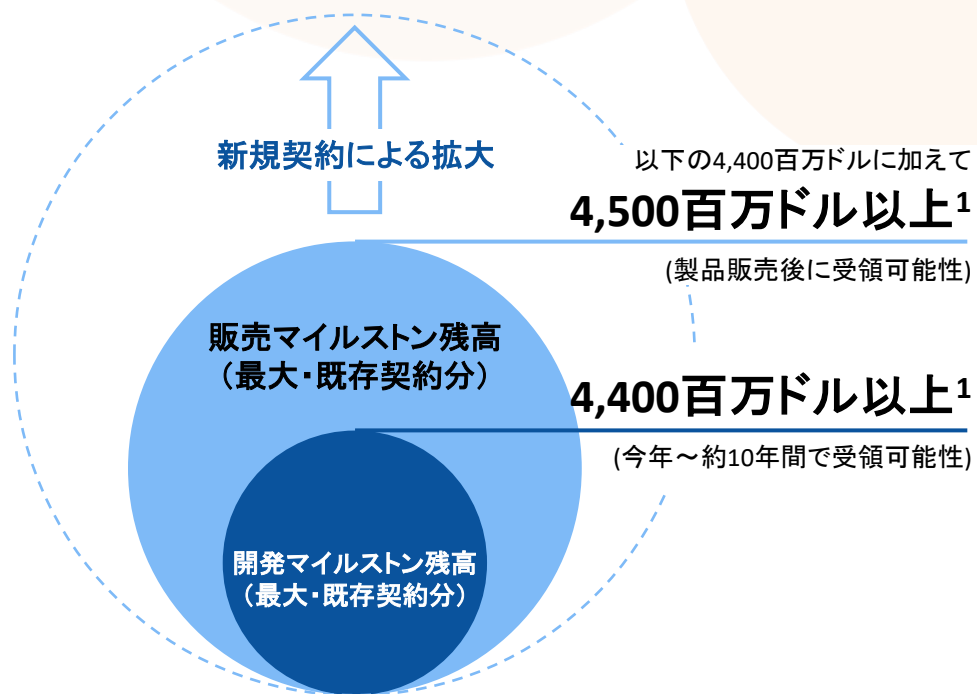 新規契約による拡大
以下の4,400百万ドルに加えて
4,500百万ドル以上1
(製品販売後に受領可能性)
販売マイルストン残高
（最大・既存契約分）
4,400百万ドル以上1
(今年～約10年間で受領可能性)
開発マイルストン残高
（最大・既存契約分）